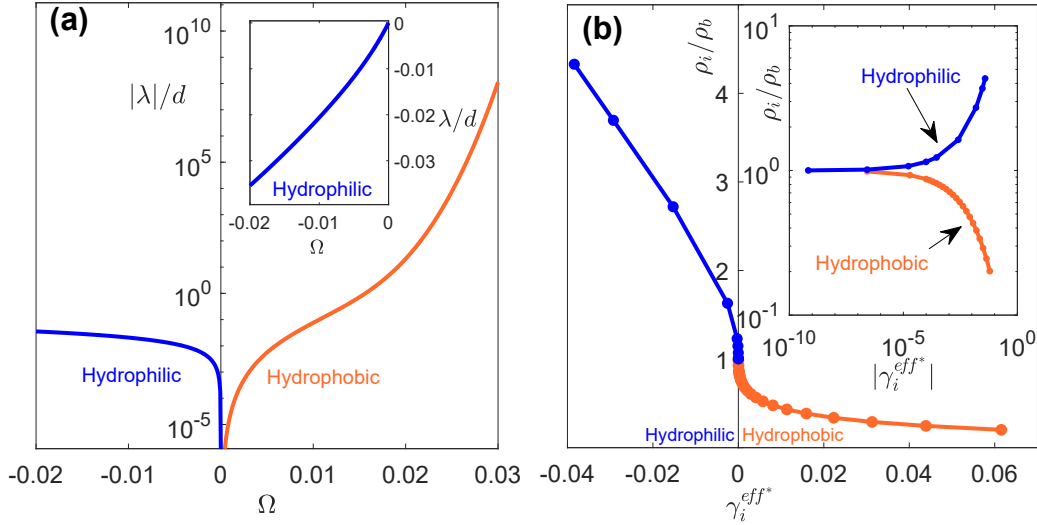 (a)
10^{10}
10^{5}
10^{0}
10^{-5}
|λ|/d
Hydrophilic
Hydrophobic
-0.02
-0.01
0
0.01
0.02
0.03
Ω
0
-0.01
-0.02
-0.03
λ/d
Hydrophilic
-0.02
-0.01
0
Ω
(b)
ρ_i/ρ_b
4
3
2
1
Hydrophilic
Hydrophobic
-0.04
-0.02
0
0.02
0.04
0.06
γ_i^{eff*}
ρ_i/ρ_b
10^{0}
10^{-1}
Hydrophilic
Hydrophobic
10^{-10}
10^{-5}
10^{0}
|γ_i^{eff*}|